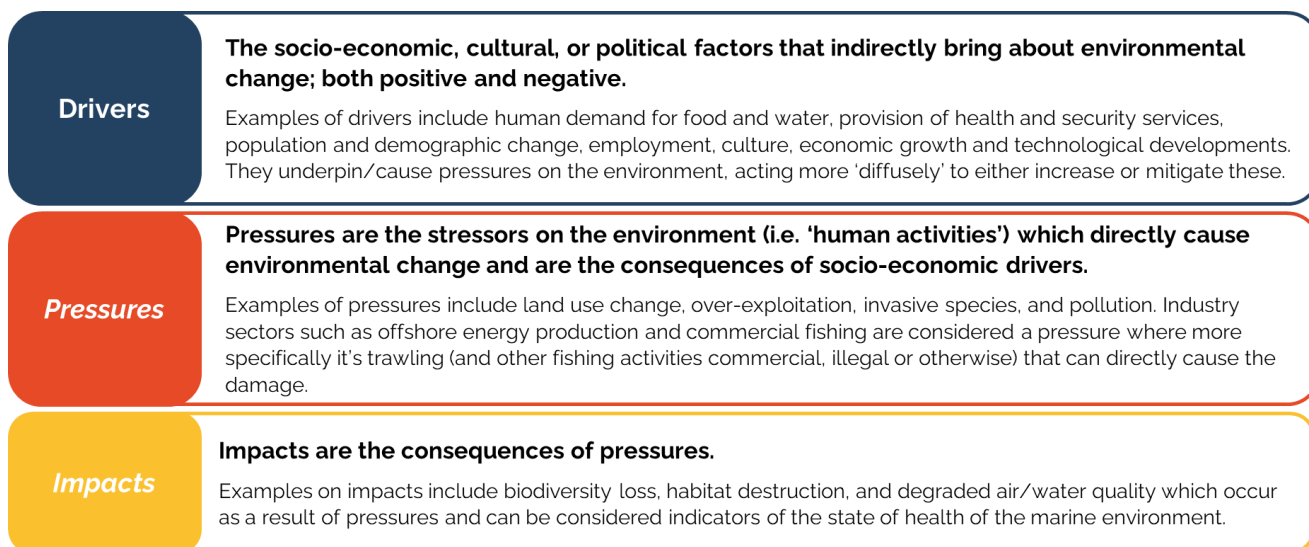 Drivers
The socio-economic, cultural, or political factors that indirectly bring about environmental
change; both positive and negative.
Examples of drivers include human demand for food and water, provision of health and security services,
population and demographic change, employment, culture, economic growth and technological developments.
They underpin/cause pressures on the environment, acting more ‘diffusely’ to either increase or mitigate these.
Pressures
Pressures are the stressors on the environment (i.e. ‘human activities’) which directly cause
environmental change and are the consequences of socio-economic drivers.
Examples of pressures include land use change, over-exploitation, invasive species, and pollution. Industry
sectors such as offshore energy production and commercial fishing are considered a pressure where more
specifically it’s trawling (and other fishing activities commercial, illegal or otherwise) that can directly cause the
damage.
Impacts
Impacts are the consequences of pressures.
Examples on impacts include biodiversity loss, habitat destruction, and degraded air/water quality which occur
as a result of pressures and can be considered indicators of the state of health of the marine environment.